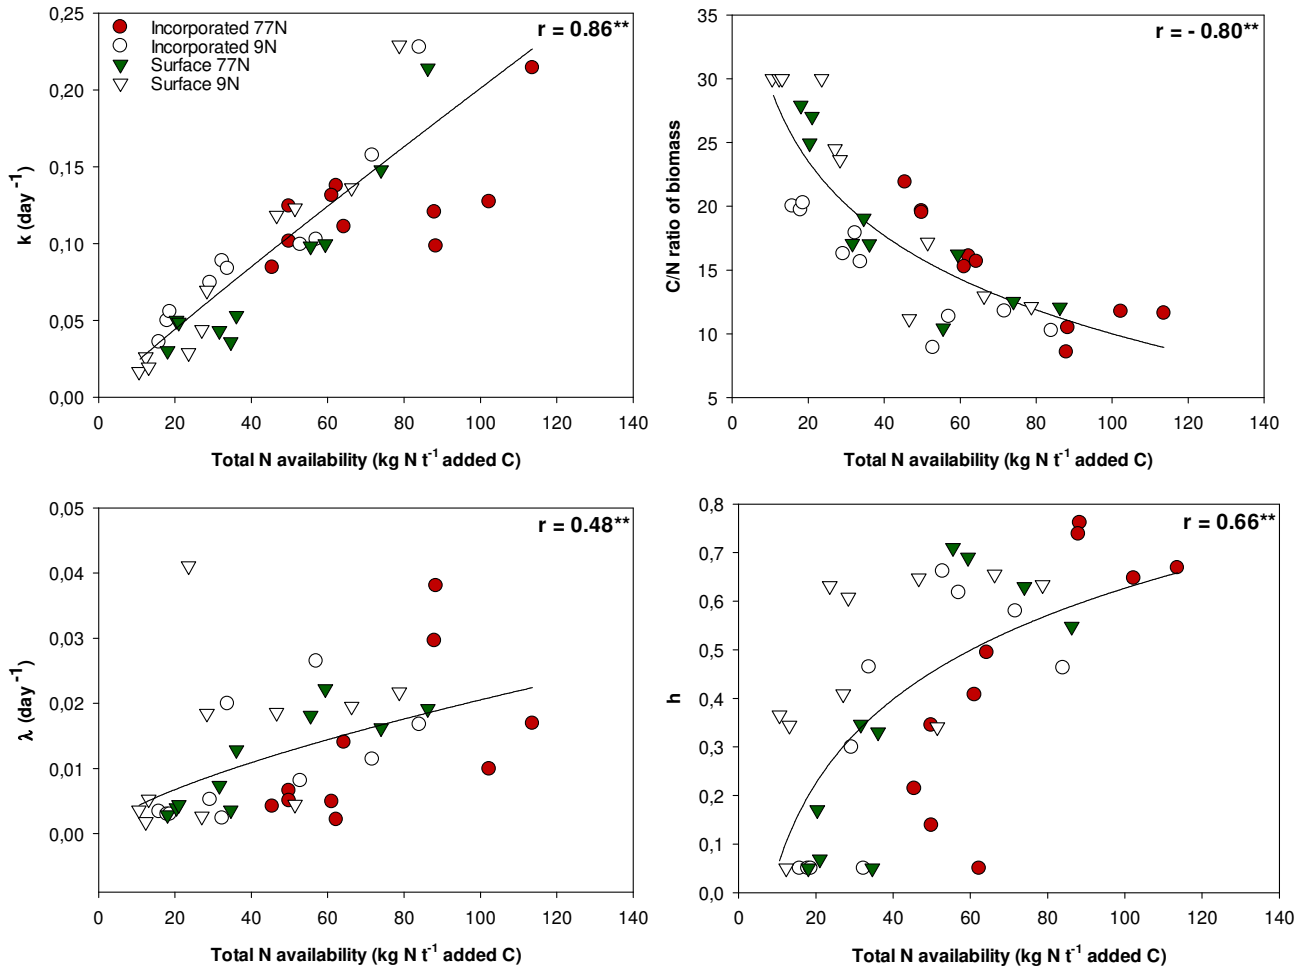 0,25
0,20
0,15
0,10
0,05
0,00
k (day -1)
Incorporated 77N
Incorporated 9N
Surface 77N
Surface 9N
r = 0.86**
0 20 40 60 80 100 120 140
Total N availability (kg N t-1 added C)
35
30
25
20
15
10
5
C/N ratio of biomass
r = - 0.80**
0 20 40 60 80 100 120 140
Total N availability (kg N t-1 added C)
0,05
0,04
0,03
0,02
0,01
0,00
λ (day -1)
r = 0.48**
0 20 40 60 80 100 120 140
Total N availability (kg N t-1 added C)
0,8
0,7
0,6
0,5
0,4
0,3
0,2
0,1
0,0
h
r = 0.66**
0 20 40 60 80 100 120 140
Total N availability (kg N t-1 added C)